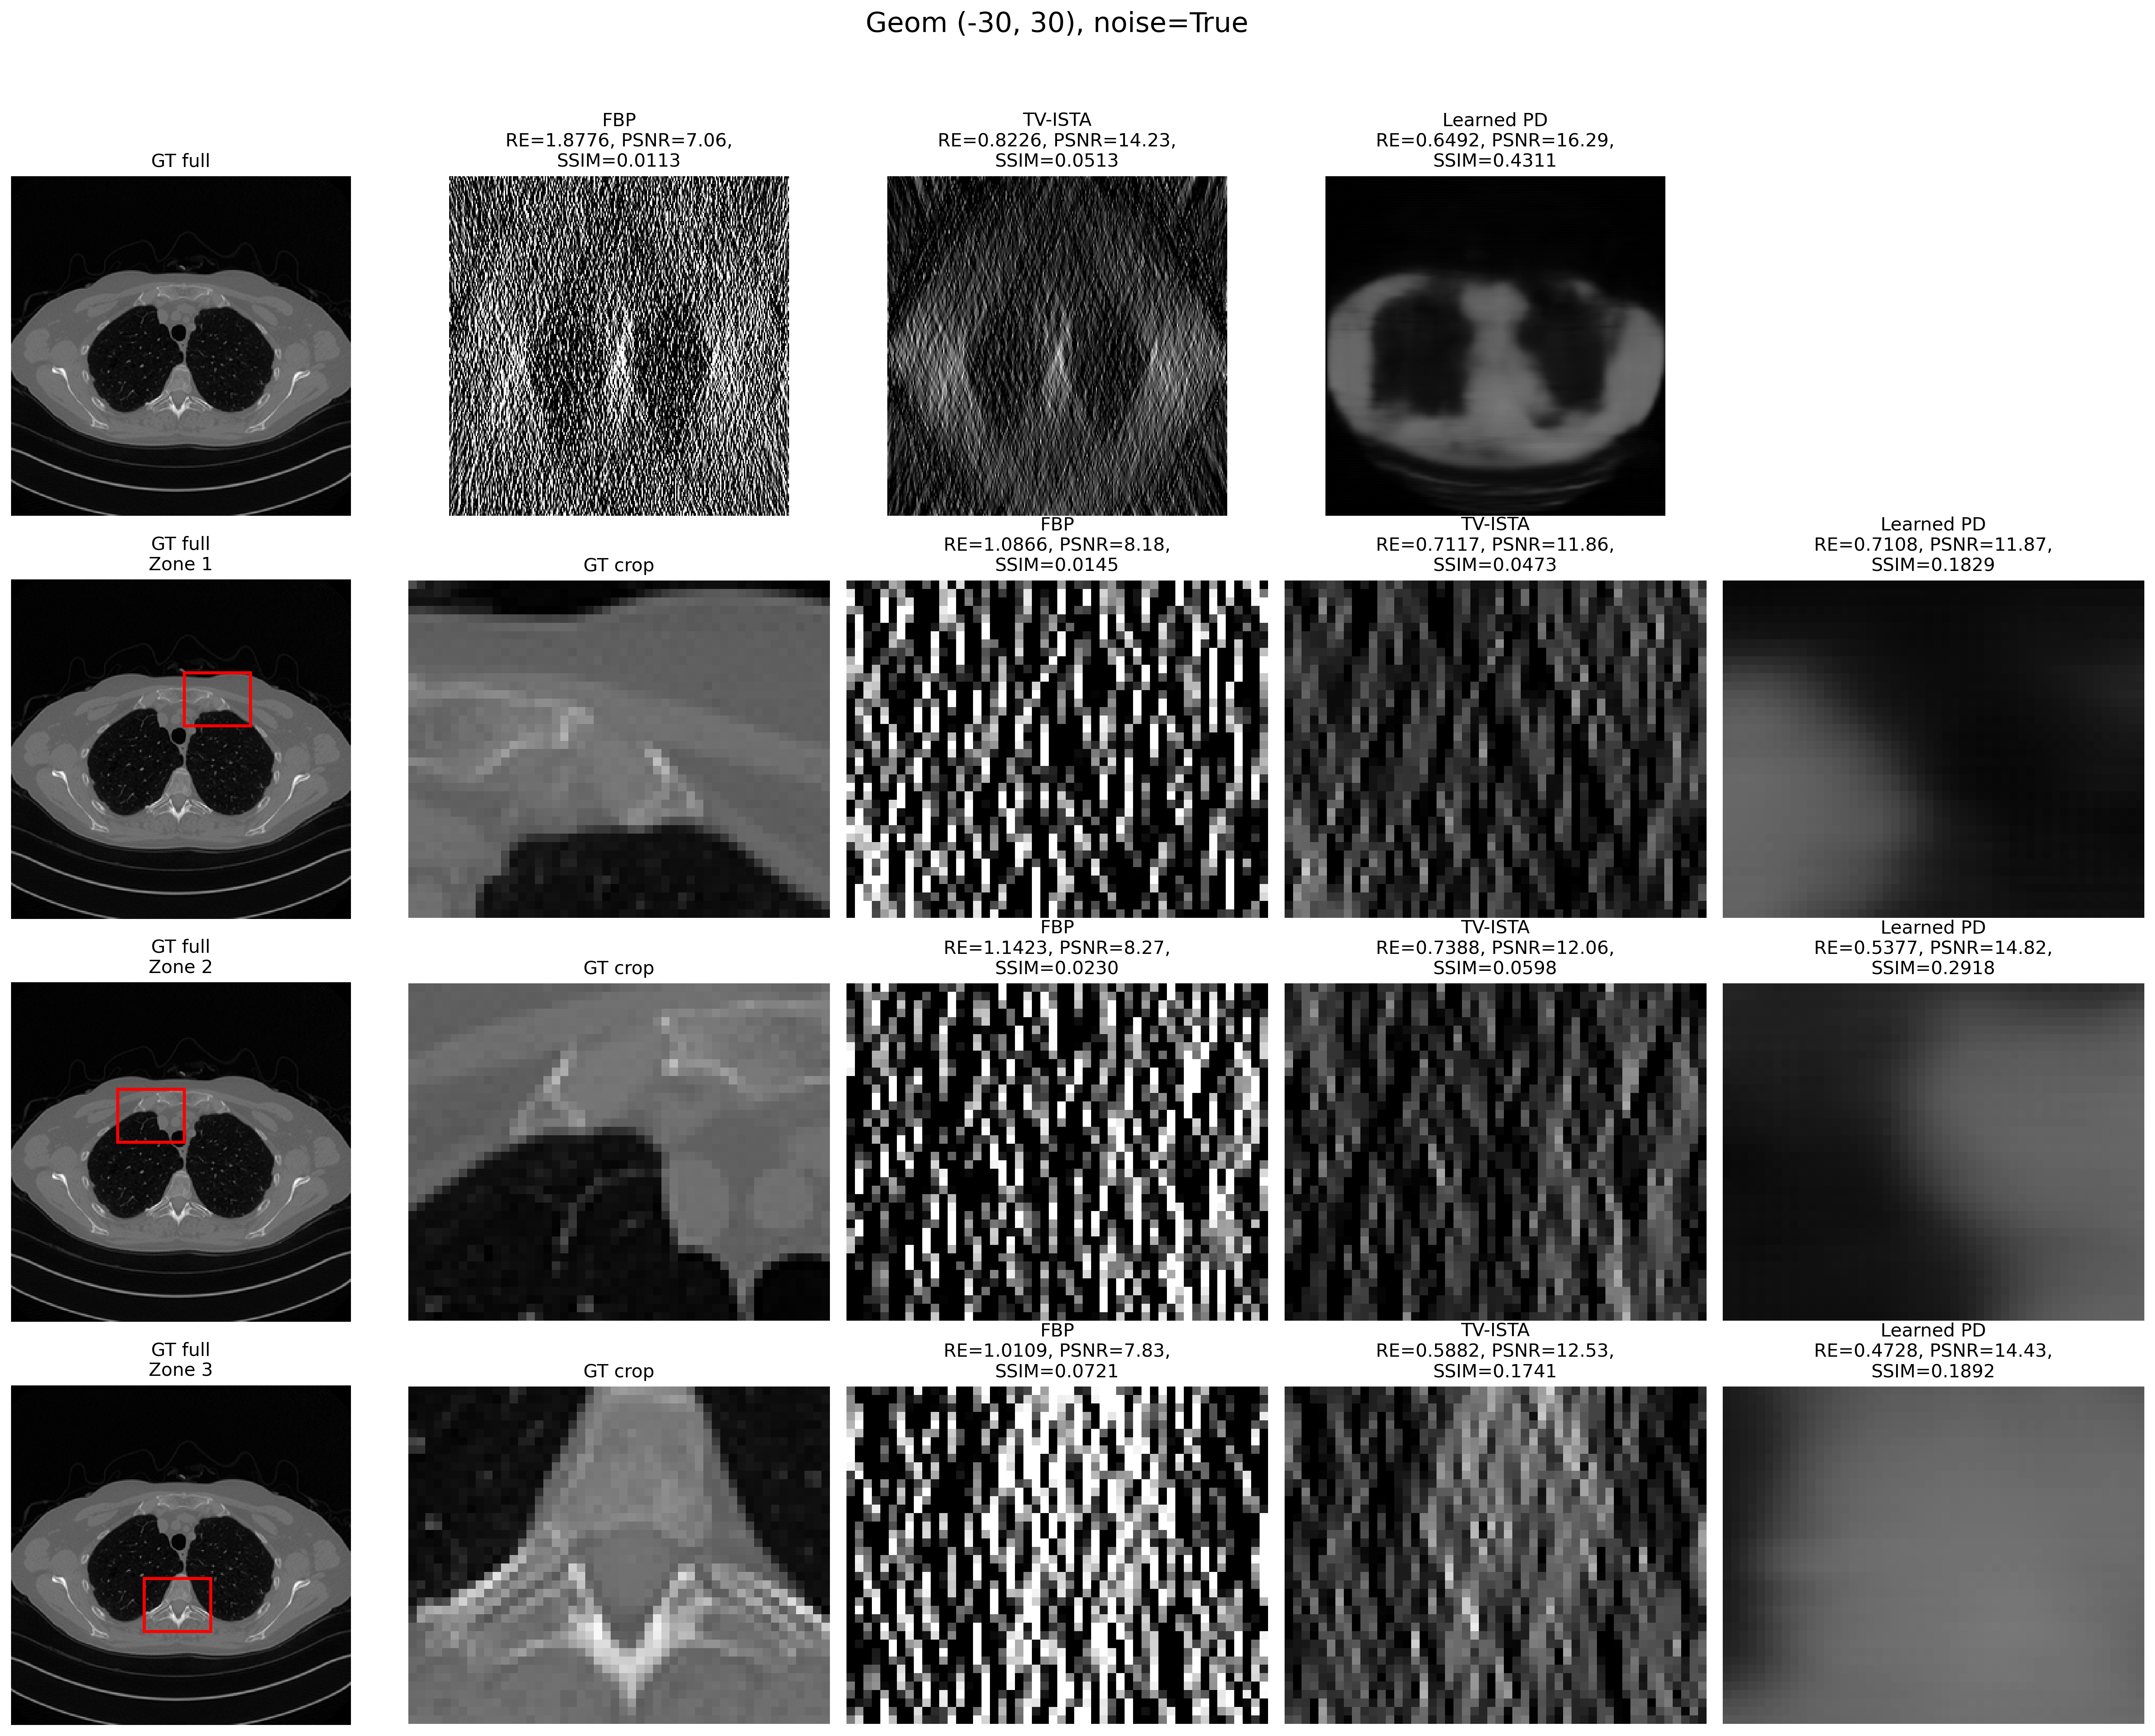 Geom (-30, 30), noise=True
GT full
FBP
RE=1.8776, PSNR=7.06,
SSIM=0.0113
TV-ISTA
RE=0.8226, PSNR=14.23,
SSIM=0.0513
Learned PD
RE=0.6492, PSNR=16.29,
SSIM=0.4311
GT full
Zone 1
GT crop
FBP
RE=1.0866, PSNR=8.18,
SSIM=0.0145
TV-ISTA
RE=0.7117, PSNR=11.86,
SSIM=0.0473
Learned PD
RE=0.7108, PSNR=11.87,
SSIM=0.1829
GT full
Zone 2
GT crop
FBP
RE=1.1423, PSNR=8.27,
SSIM=0.0230
TV-ISTA
RE=0.7388, PSNR=12.06,
SSIM=0.0598
Learned PD
RE=0.5377, PSNR=14.82,
SSIM=0.2918
GT full
Zone 3
GT crop
FBP
RE=1.0109, PSNR=7.83,
SSIM=0.0721
TV-ISTA
RE=0.5882, PSNR=12.53,
SSIM=0.1741
Learned PD
RE=0.4728, PSNR=14.43,
SSIM=0.1892